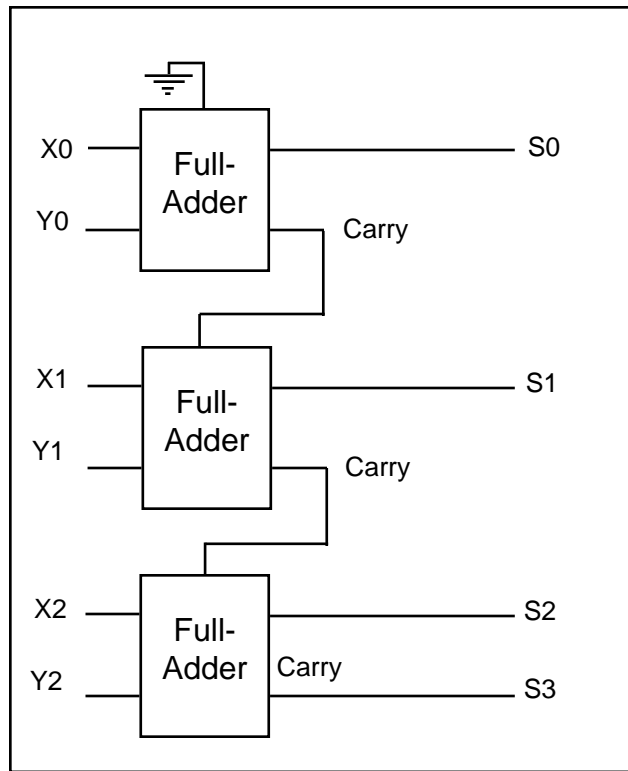 X0
Y0
Full-
Adder
S0
Carry
X1
Y1
Full-
Adder
S1
Carry
X2
Y2
Full-
Adder
Carry
S2
S3